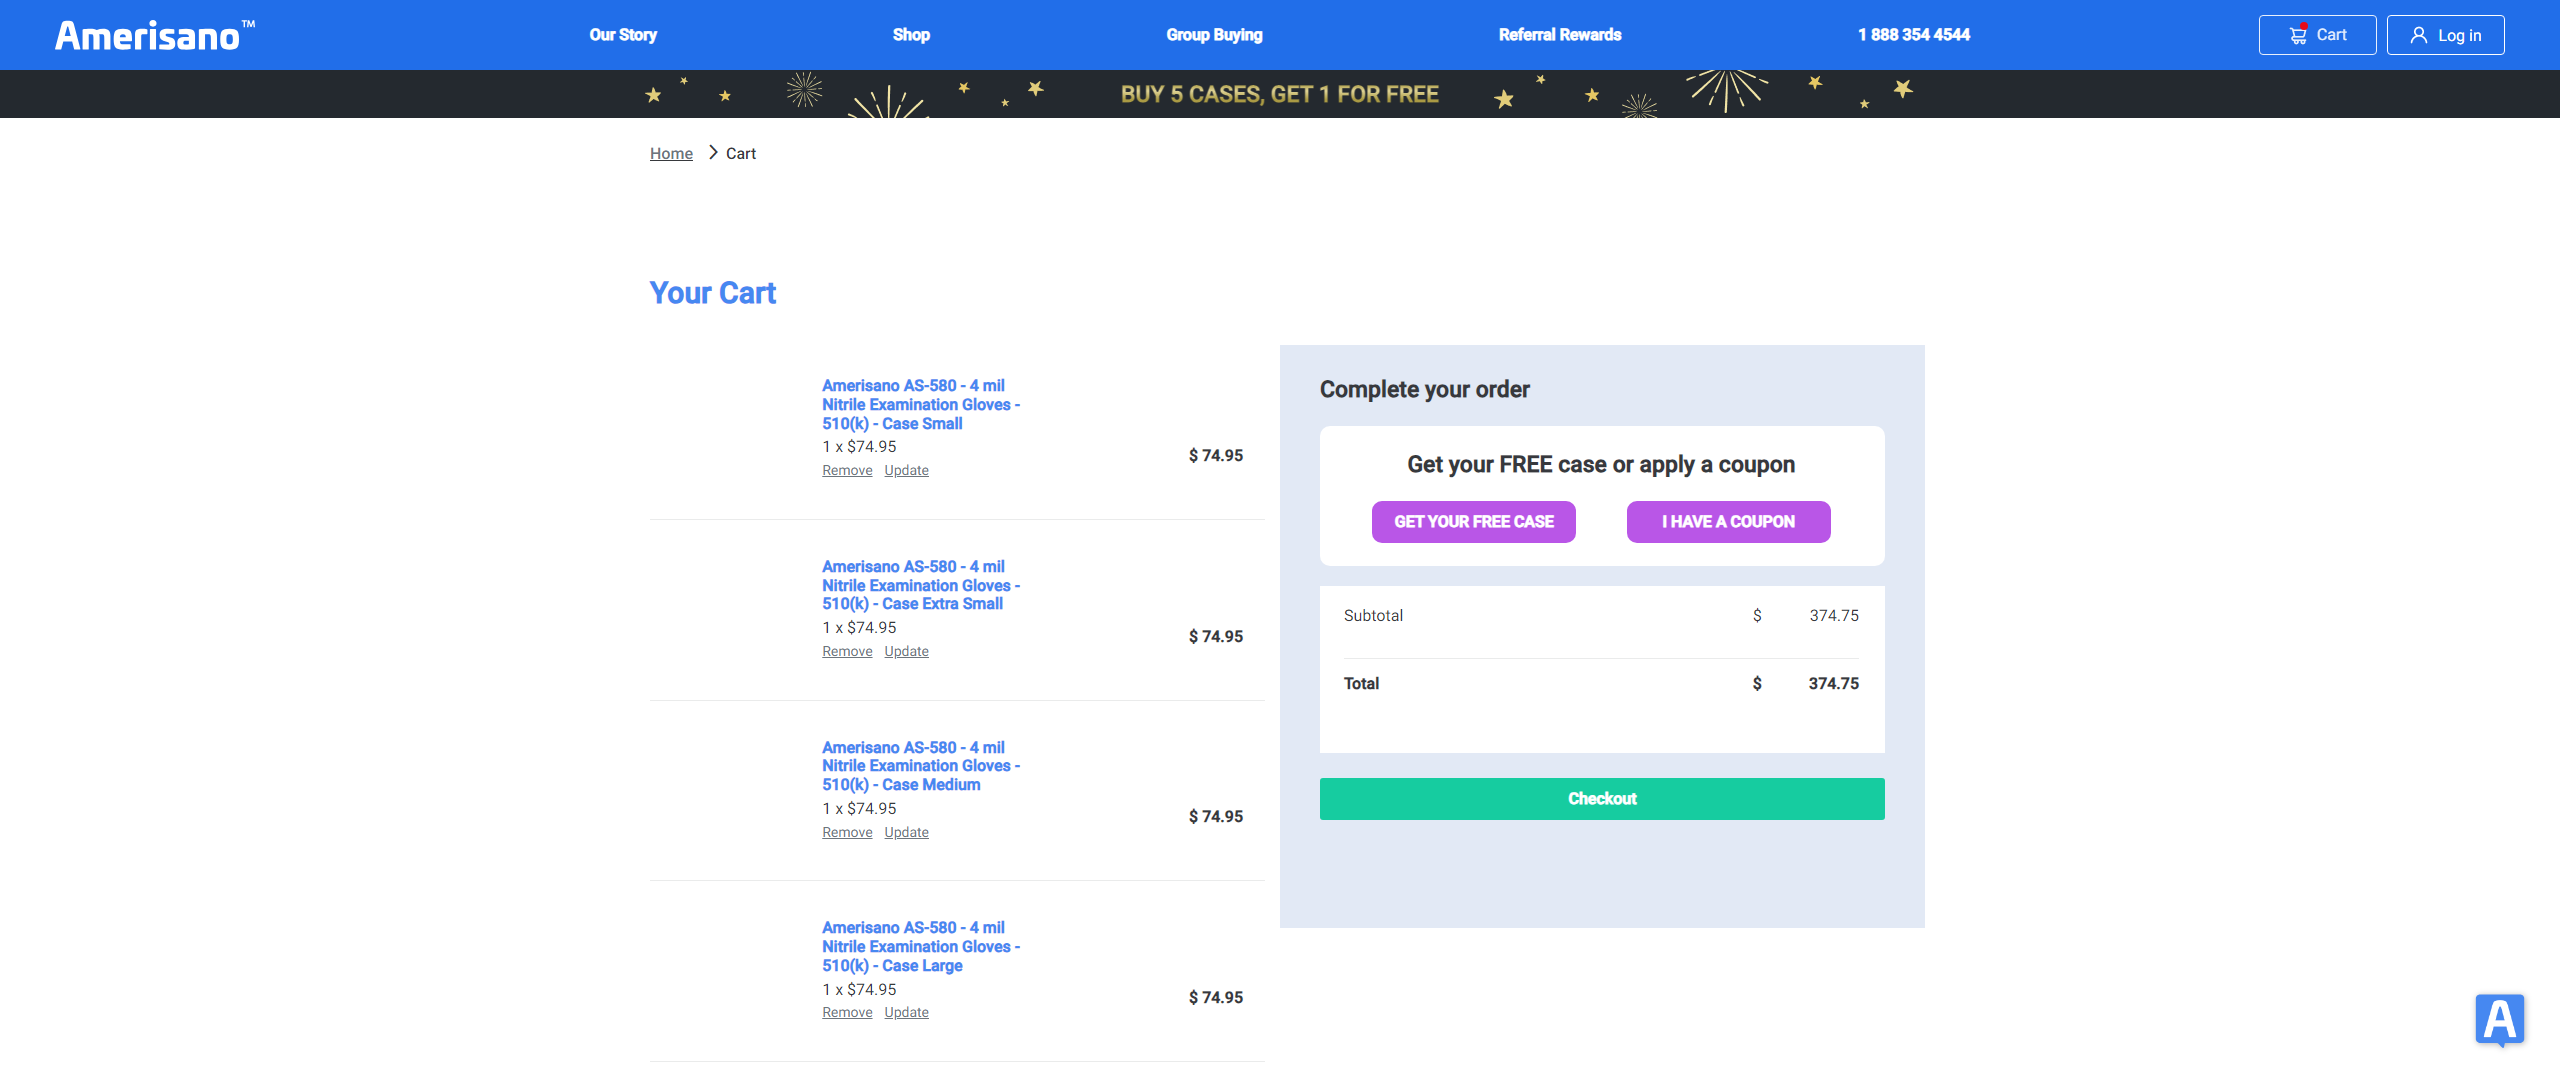 Amerisano™
Our Story
Shop
Group Buying
Referral Rewards
1 888 354 4544
Cart
Log in
BUY 5 CASES, GET 1 FOR FREE
Home
Cart
Your Cart
Amerisano AS-580 - 4 mil
Nitrile Examination Gloves -
510(k) - Case Small
1 x $74.95
Remove Update
$ 74.95
Amerisano AS-580 - 4 mil
Nitrile Examination Gloves -
510(k) - Case Extra Small
1 x $74.95
Remove Update
$ 74.95
Amerisano AS-580 - 4 mil
Nitrile Examination Gloves -
510(k) - Case Medium
1 x $74.95
Remove Update
$ 74.95
Amerisano AS-580 - 4 mil
Nitrile Examination Gloves -
510(k) - Case Large
1 x $74.95
Remove Update
$ 74.95
Complete your order
Get your FREE case or apply a coupon
GET YOUR FREE CASE
I HAVE A COUPON
Subtotal $ 374.75
Total $ 374.75
Checkout
A